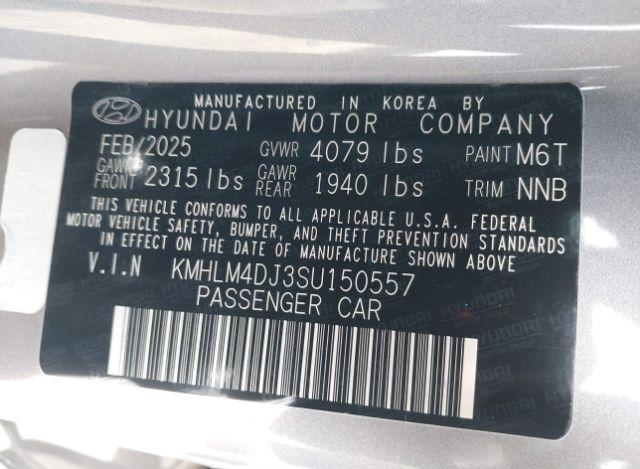 MANUFACTURED IN KOREA BY
HYUNDAI MOTOR COMPANY
FEB/2025 GVWR 4079 lbs PAINT M6T
GAWR FRONT 2315 lbs GAWR REAR 1940 lbs TRIM NNB
THIS VEHICLE CONFORMS TO ALL APPLICABLE U.S.A. FEDERAL
MOTOR VEHICLE SAFETY, BUMPER, AND THEFT PREVENTION STANDARDS
IN EFFECT ON THE DATE OF MANUFACTURE SHOWN ABOVE.
V.I.N KMHLM4DJ3SU150557
PASSENGER CAR